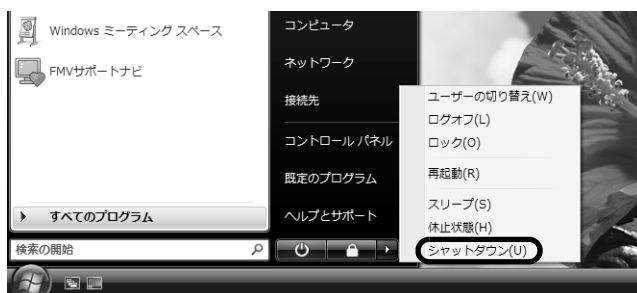 Windows ミーティング スペース
FMVサポートナビ
すべてのプログラム
検索の開始
コンピュータ
ネットワーク
接続先
コントロール パネル
既定のプログラム
ヘルプとサポート
ユーザーの切り替え(W)
ログオフ(L)
ロック(O)
再起動(R)
スリープ(S)
休止状態(H)
シャットダウン(U)